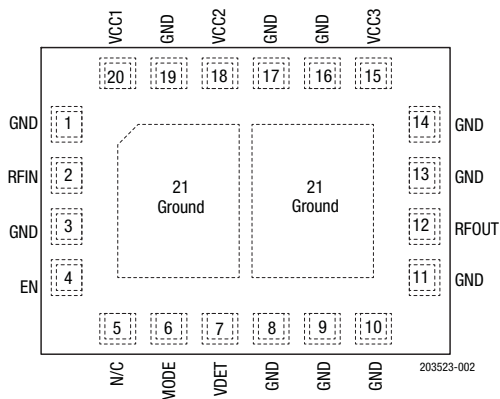 VCC1 GND VCC2 GND GND VCC3
20 19 18 17 16 15
GND 1 14 GND
RFIN 2 13 GND
21 21
Ground Ground
GND 3 12 RFOUT
EN 4 11 GND
5 6 7 8 9 10
N/C MODE VDET GND GND GND
203523-002